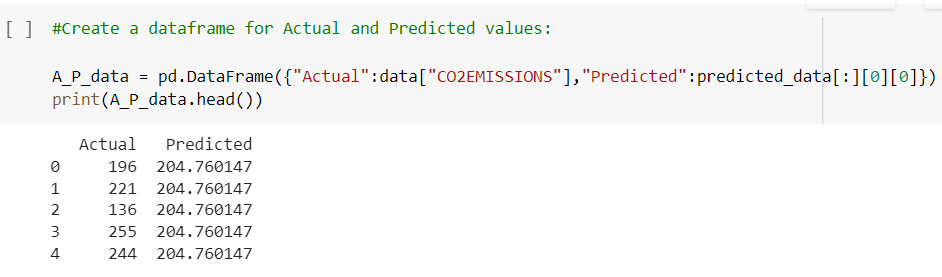 [ ] #Create a dataframe for Actual and Predicted values:
A_P_data = pd.DataFrame({"Actual":data["CO2EMISSIONS"],"Predicted":predicted_data[:][0][0]})
print(A_P_data.head())
Actual Predicted
0 196 204.760147
1 221 204.760147
2 136 204.760147
3 255 204.760147
4 244 204.760147